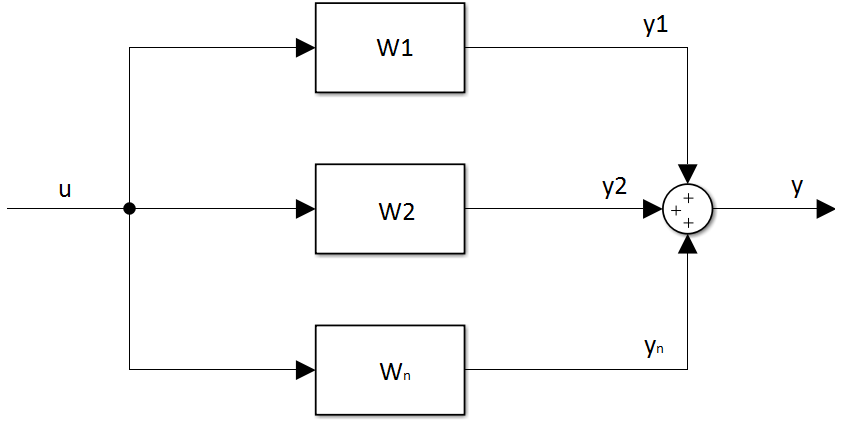 W1
y1
u
W2
y2
+
+
+
y
Wn
yn